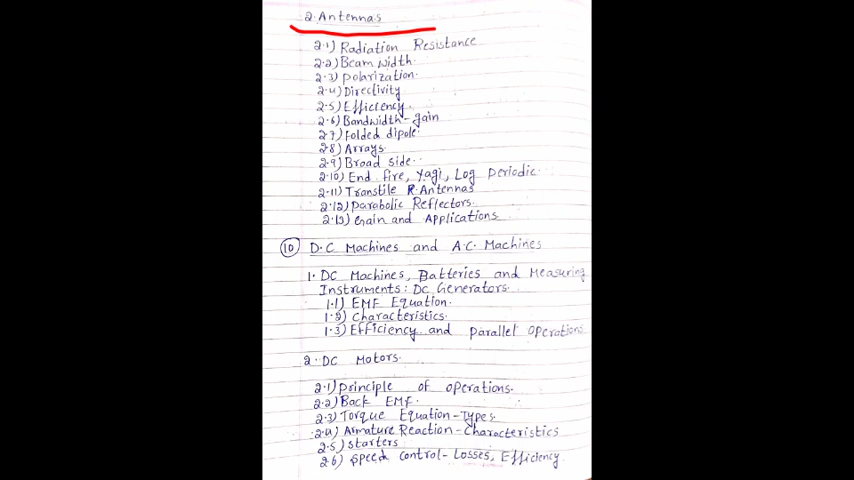 2. Antennas
2.1) Radiation Resistance
2.2) Beam width.
2.3) polarization.
2.4) Directivity
2.5) Efficiency.
2.6) Bandwidth-gain
2.7) Folded dipole.
2.8) Arrays
2.9) Broad side.
2.10) End fire, Yagi, Log periodic.
2.11) Transtile R Antennas
2.12) Parabolic Reflectors.
2.13) Gain and Applications.
10 D.C Machines and A.C. Machines
1. DC Machines, Batteries and Measuring
Instruments: DC Generators.
1.1) EMF Equation.
1.2) Characteristics.
1.3) Efficiency and parallel Operations
2. DC Motors.
2.1) principle of operations.
2.2) Back EMF.
2.3) Torque Equation-Types
2.4) Armature Reaction-Characteristics
2.5) Starters
2.6) Speed control- Losses, Efficiency.